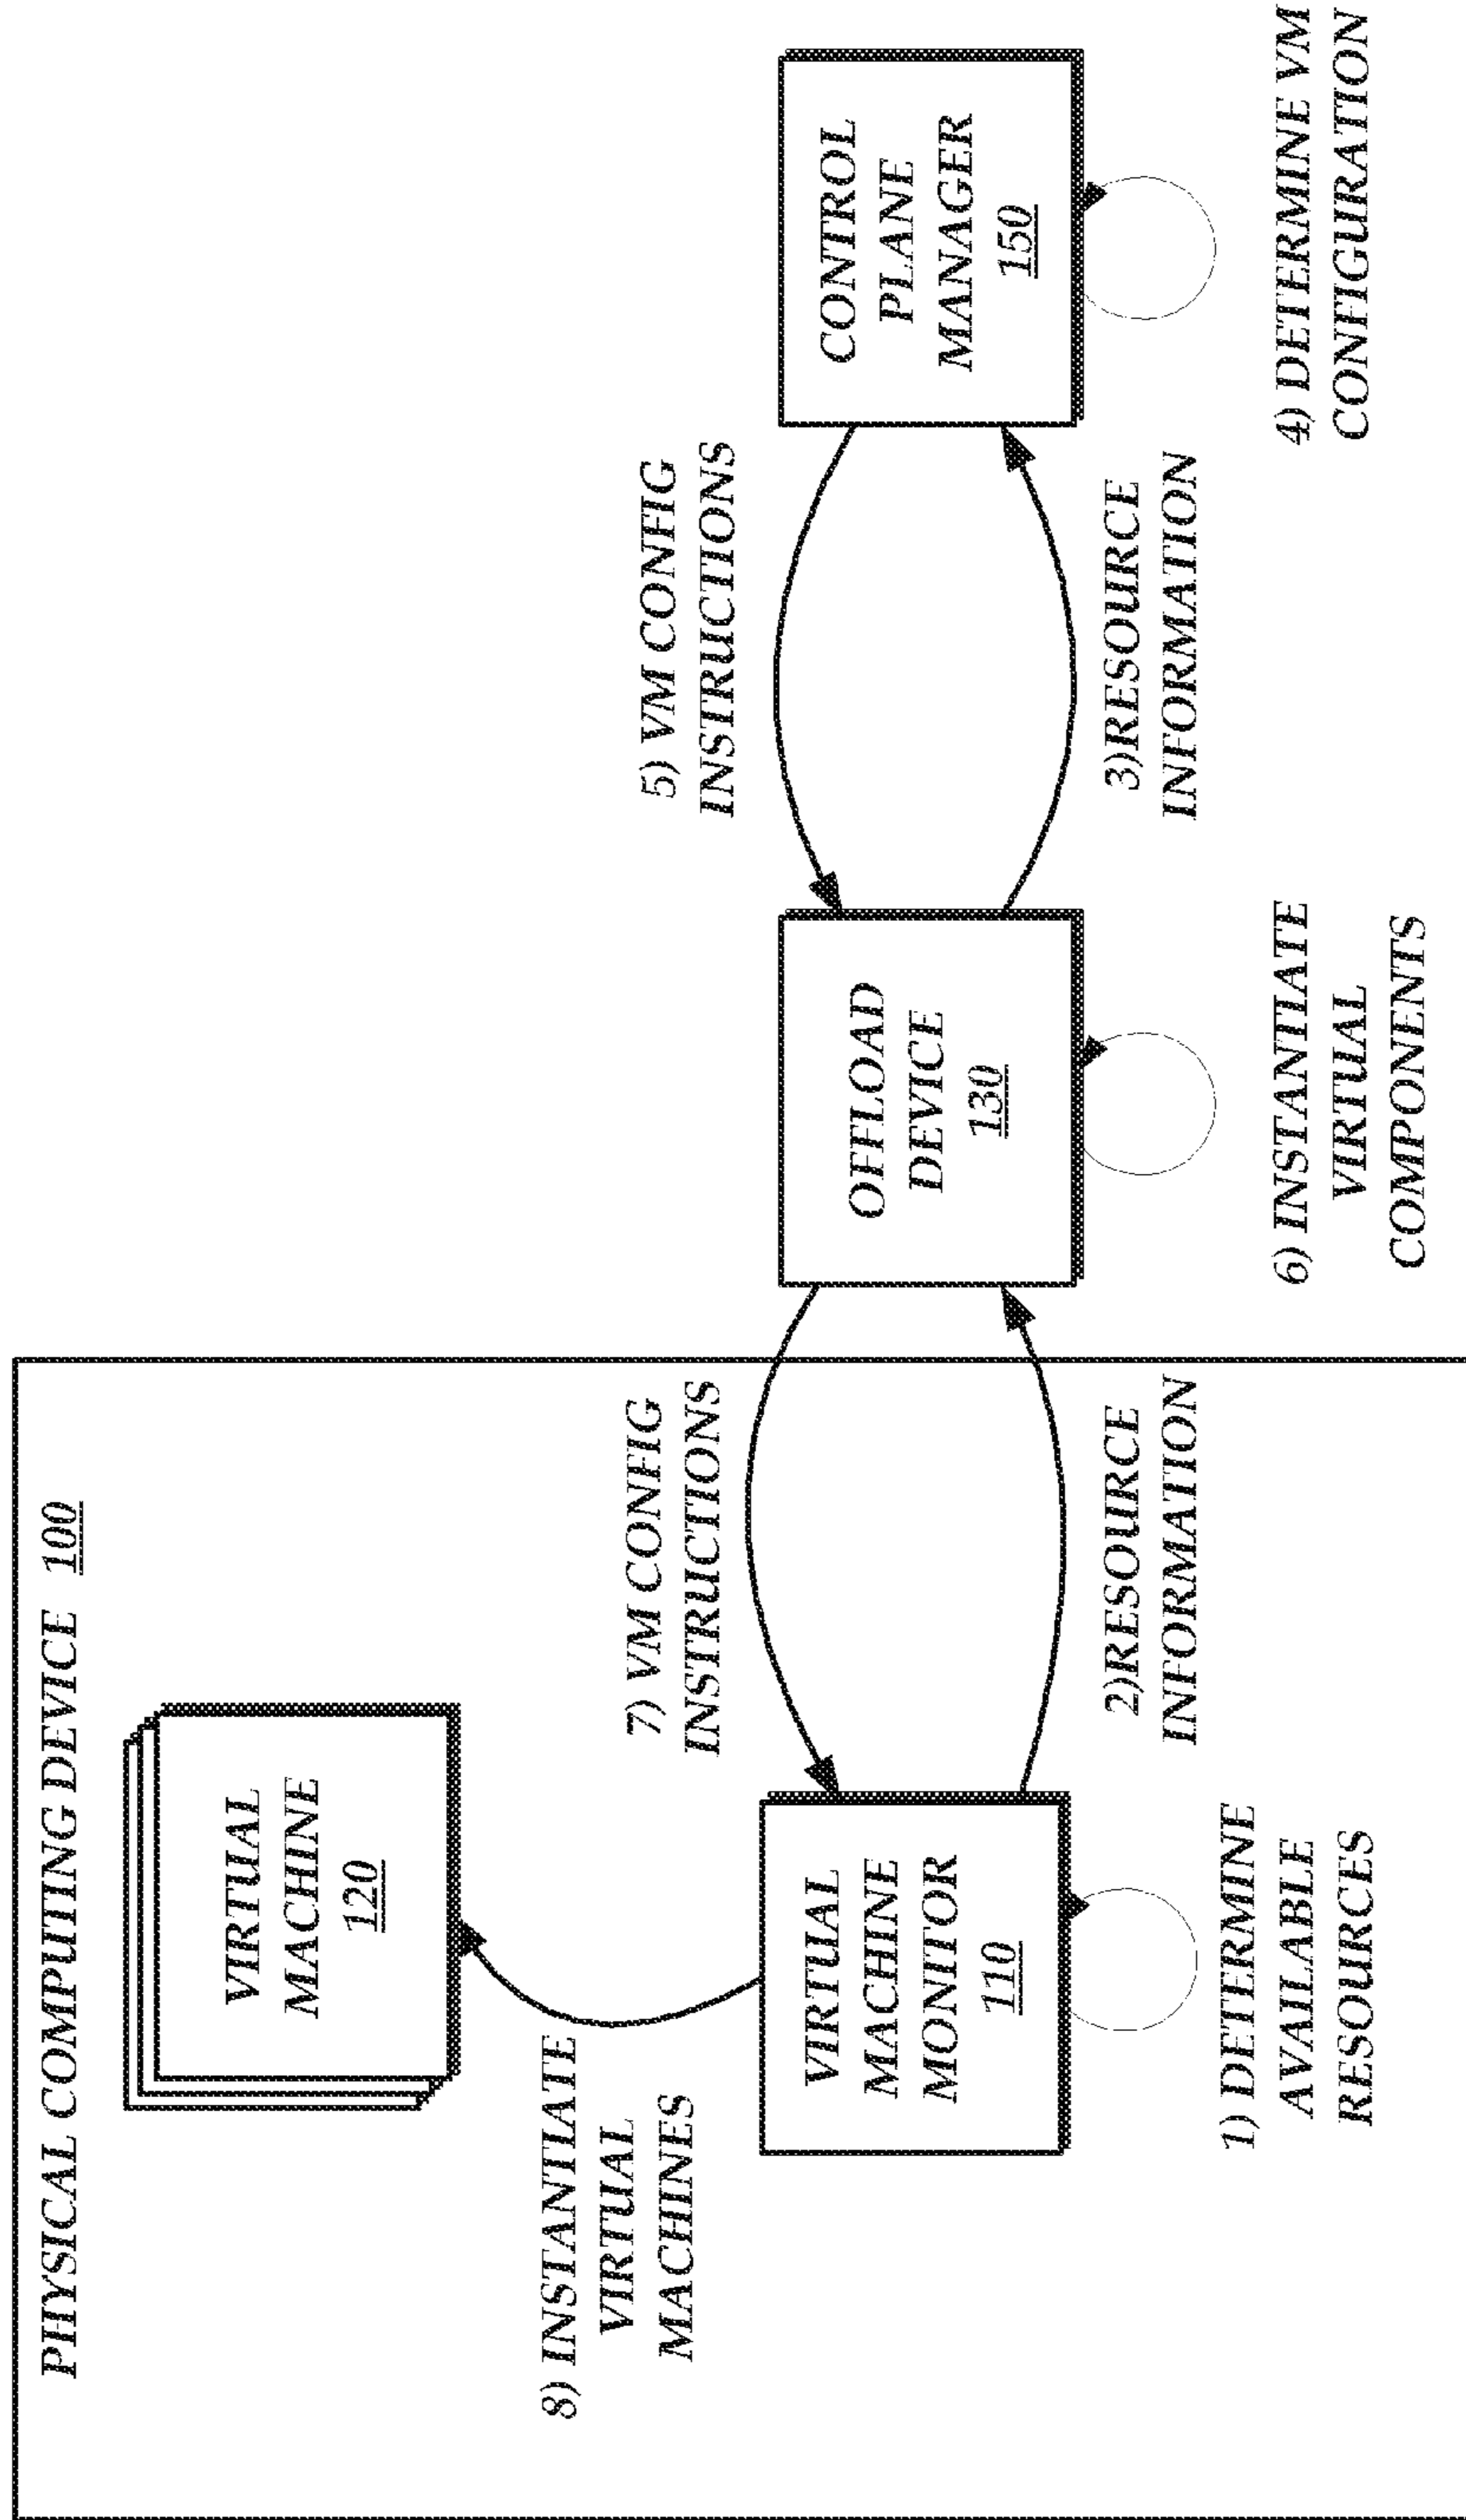 PHYSICAL COMPUTING DEVICE 100
VIRTUAL
MACHINE
120
8) INSTANTIATE
VIRTUAL
MACHINES
7) VM CONFIG
INSTRUCTIONS
5) VM CONFIG
INSTRUCTIONS
VIRTUAL
MACHINE
MONITOR
110
OFFLOAD
DEVICE
130
CONTROL
PLANE
MANAGER
150
2)RESOURCE
INFORMATION
3)RESOURCE
INFORMATION
1) DETERMINE
AVAILABLE
RESOURCES
6) INSTANTIATE
VIRTUAL
COMPONENTS
4) DETERMINE VM
CONFIGURATION